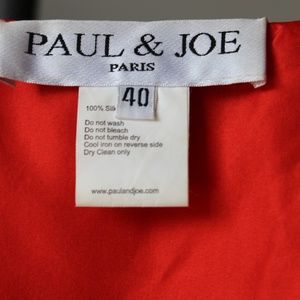 PAUL & JOE
PARIS
40
100% Silk
Do not wash
Do not bleach
Do not tumble dry
Cool iron on reverse side
Dry Clean only
www.paulandjoe.com